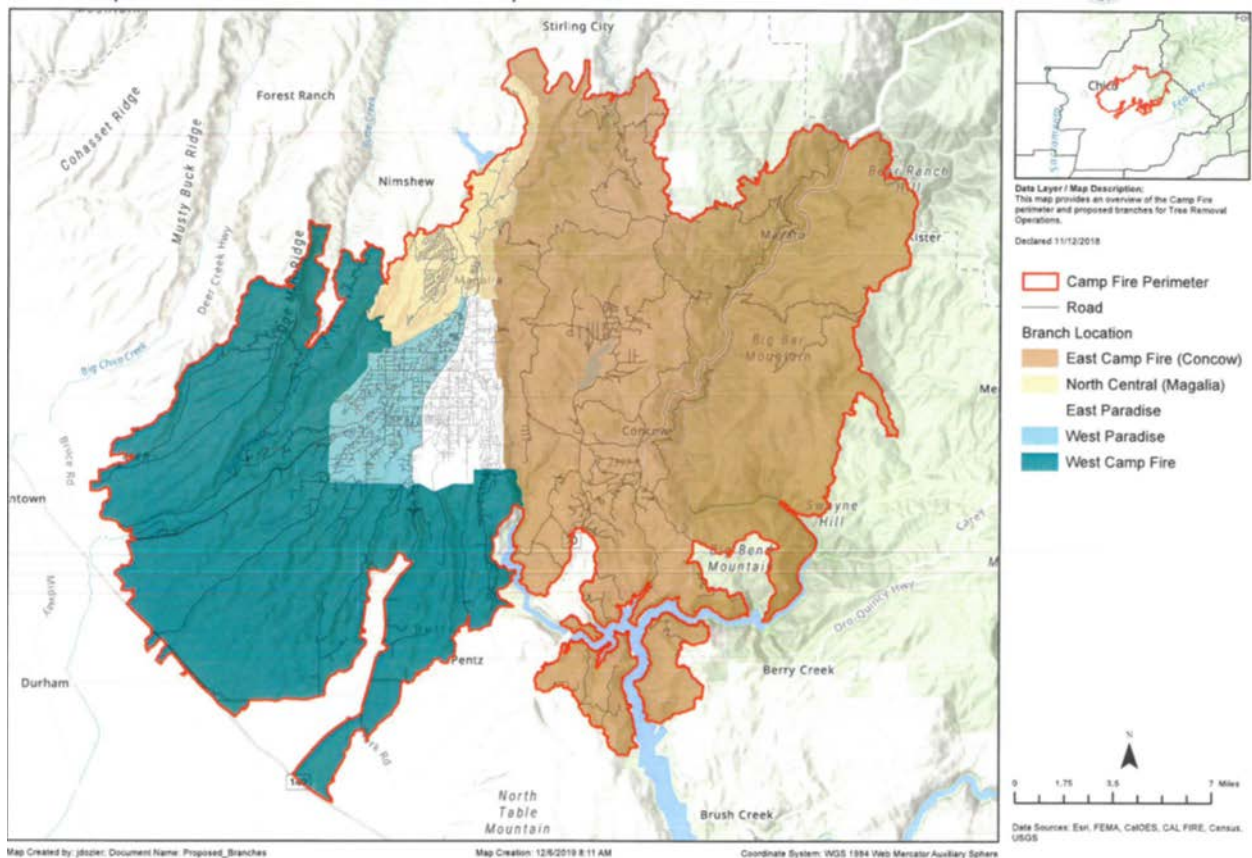 Stirling City
Forest Ranch
Cohasset Ridge
Musty Buck Ridge
Deer Creek Hwy
Nimshew
Big Chico Creek
Bruce Rd
ntown
Midway
Durham
Pentz
Magalia
Concow
Big Bar
Mountain
Swayne
Hill
Big Bend
Mountain
Oro-Quincy Hwy
Berry Creek
Brush Creek
North
Table
Mountain
Chico
Feather
Sacramento
Data Layer / Map Description:
This map provides an overview of the Camp Fire
perimeter and proposed branches for Tree Removal
Operations.
Declared 11/12/2018
Camp Fire Perimeter
Road
Branch Location
East Camp Fire (Concow)
North Central (Magalia)
East Paradise
West Paradise
West Camp Fire
N
0 1.75 3.5 7 Miles
Data Sources: Esri, FEMA, CalOES, CAL FIRE, Census,
USGS
Map Created by: jdozier; Document Name: Proposed_Branches
Map Creation: 12/6/2019 8:11 AM
Coordinate System: WGS 1984 Web Mercator Auxiliary Sphere